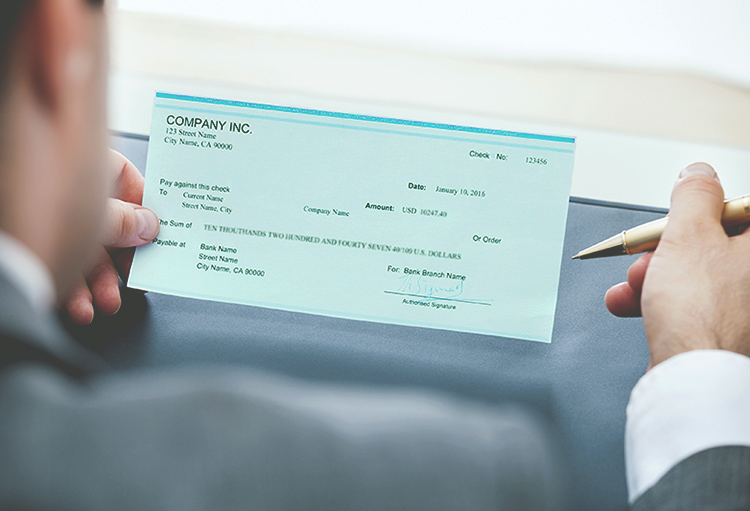 COMPANY INC.
123 Street Name
City Name, CA 90000
Check No: 123456
Date: January 10, 2016
Pay against this check
To Current Name
Street Name, City
Company Name Amount: USD 10247.40
The Sum of TEN THOUTHANDS TWO HUNDRED AND FOURTY SEVEN 40/100 U.S. DOLLARS Or Order
Payable at Bank Name
Street Name
City Name, CA 90000
For: Bank Branch Name
Authorised Signature